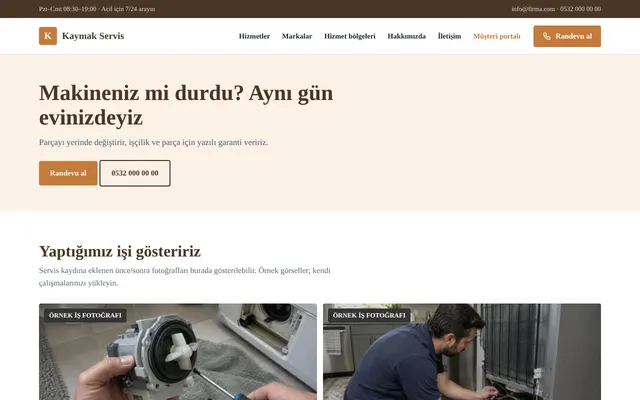 Pzt–Cmt 08:30–19:00 · Acil için 7/24 arayın
info@firma.com · 0532 000 00 00
K Kaymak Servis
Hizmetler Markalar Hizmet bölgeleri Hakkımızda İletişim Müşteri portalı Randevu al
Makineniz mi durdu? Aynı gün
evinizdeyiz
Parçayı yerinde değiştirir, işçilik ve parça için yazılı garanti veririz.
Randevu al 0532 000 00 00
Yaptığımız işi gösteririz
Servis kaydına eklenen önce/sonra fotoğrafları burada gösterilebilir. Örnek görseller; kendi
çalışmalarınızı yükleyin.
ÖRNEK İŞ FOTOĞRAFI
ÖRNEK İŞ FOTOĞRAFI